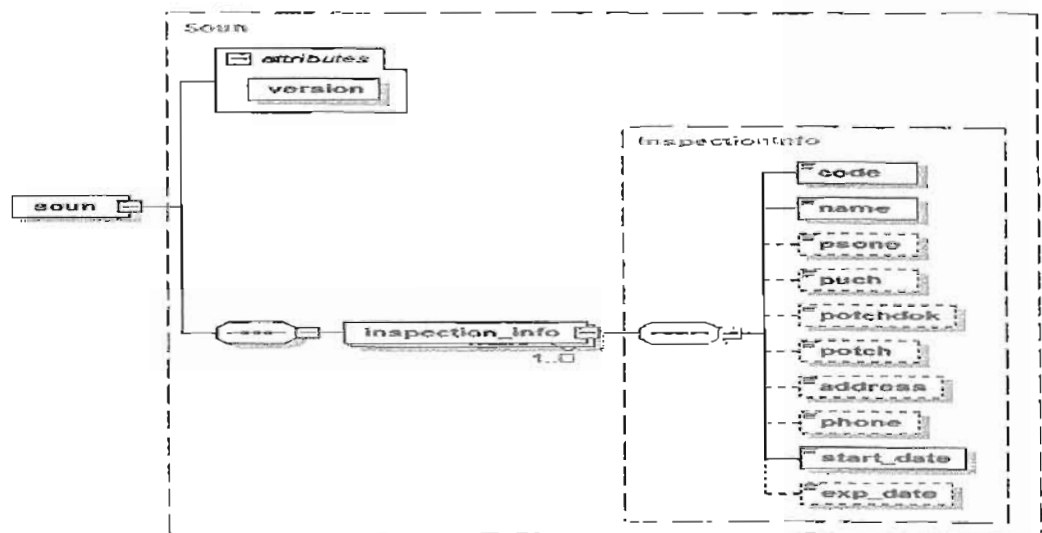 Soun
attributes
version
InspectionInfo
code
name
soun
psono
puch
inspection_info
potchdok
1..
potch
address
phone
start_date
exp_date